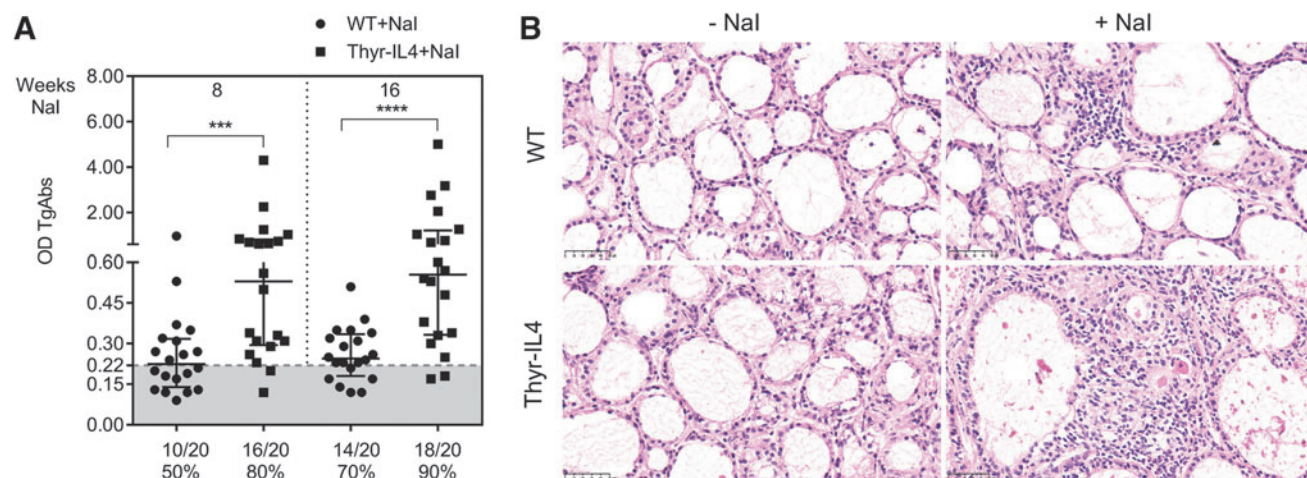 A
WT+NaI
Thyr-IL4+NaI
Weeks NaI
8
16
***
****
8.00
6.00
4.00
2.00
0.60
0.45
0.30
0.22
0.15
0.00
OD TgAbs
10/20
50%
16/20
80%
14/20
70%
18/20
90%
B
- NaI
+ NaI
WT
Thyr-IL4